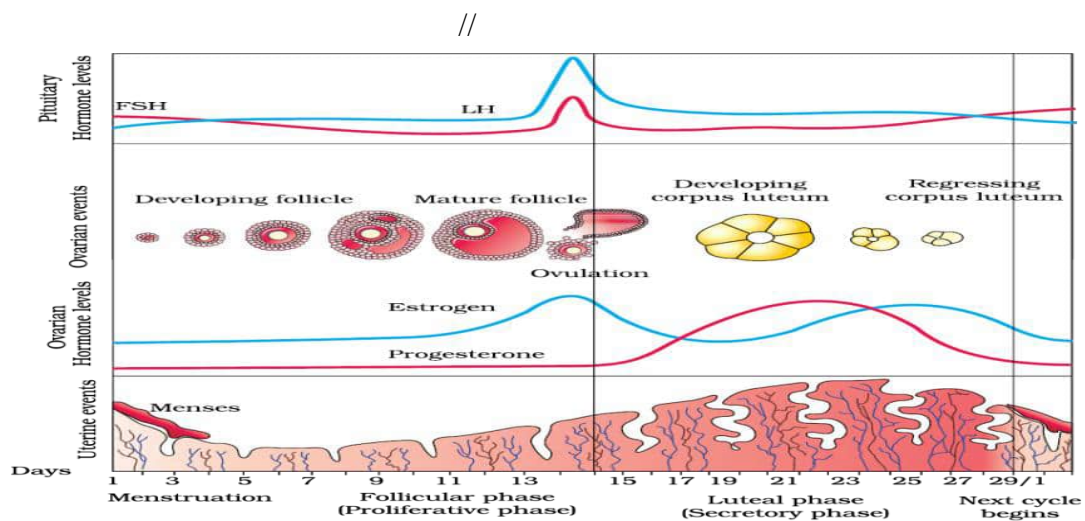 //
Pituitary
Hormone levels
FSH
LH
Ovarian events
Developing follicle
Mature follicle
Developing
corpus luteum
Regressing
corpus luteum
Ovulation
Ovarian
Hormone levels
Estrogen
Progesterone
Uterine events
Menses
Days
1 3 5 7 9 11 13 15 17 19 21 23 25 27 29/1
Menstruation
Follicular phase
(Proliferative phase)
Luteal phase
(Secretory phase)
Next cycle
begins